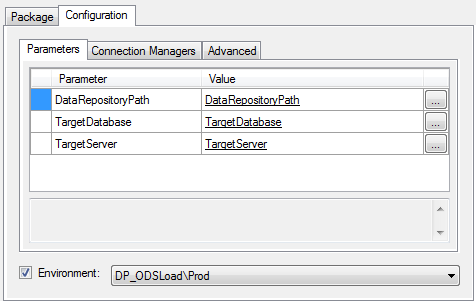 Package Configuration
Parameters Connection Managers Advanced
Parameter Value
DataRepositoryPath DataRepositoryPath ...
TargetDatabase TargetDatabase ...
TargetServer TargetServer ...
Environment: DP_ODSLoad\Prod